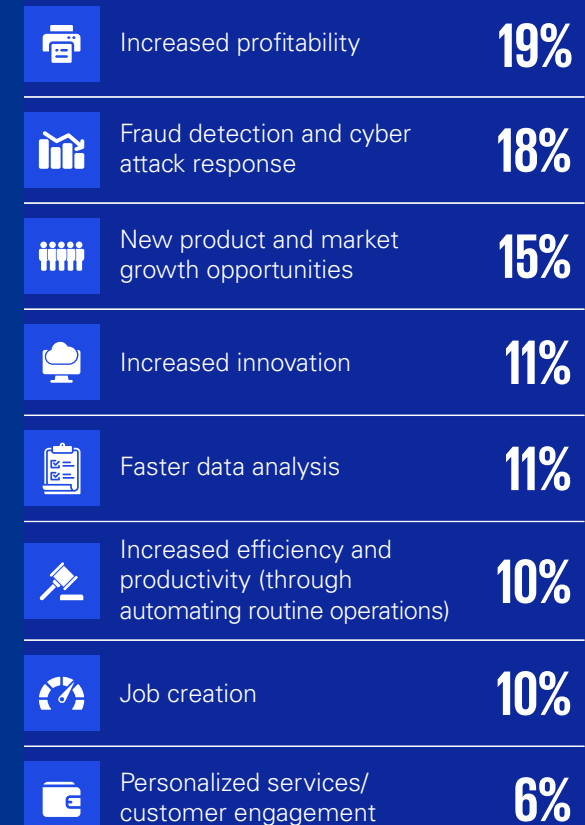 Increased profitability 19%
Fraud detection and cyber
attack response 18%
New product and market
growth opportunities 15%
Increased innovation 11%
Faster data analysis 11%
Increased efficiency and
productivity (through
automating routine operations) 10%
Job creation 10%
Personalized services/
customer engagement 6%